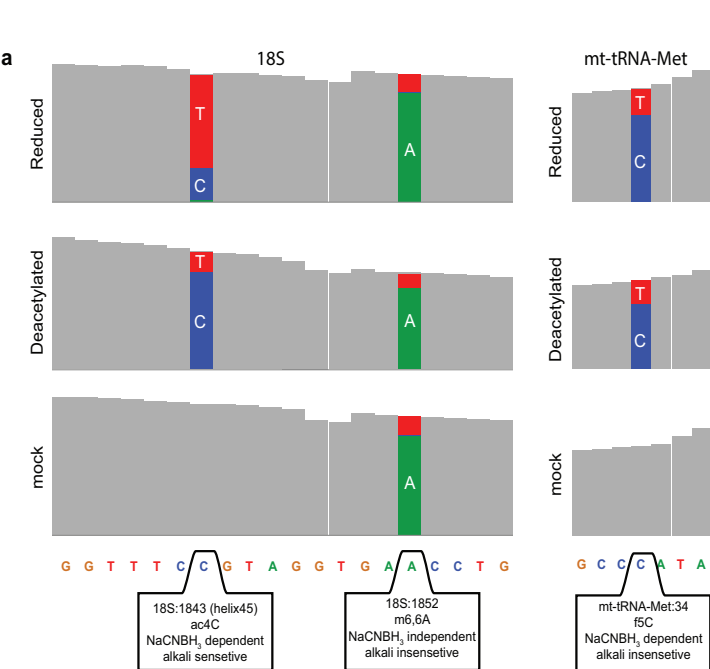 a
18S
mt-tRNA-Met
Reduced
T
C
A
Reduced
T
C
Deacetylated
T
C
A
Deacetylated
T
C
mock
A
mock
G G T T T C C G T A G G T G A A C C T G
G C C C A T A
18S:1843 (helix45)
ac4C
NaCNBH₃ dependent
alkali sensetive
18S:1852
m6,6A
NaCNBH₃ independent
alkali insensetive
mt-tRNA-Met:34
f5C
NaCNBH₃ dependent
alkali insensetive